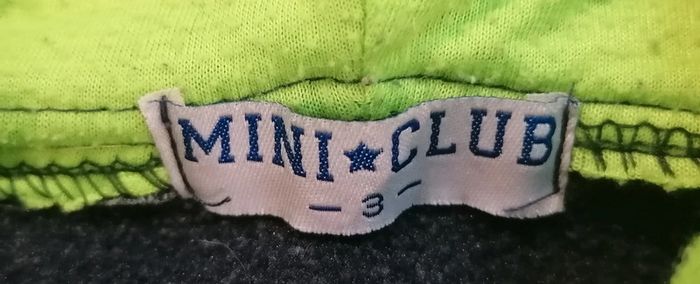 MINI★CLUB
— 3 —